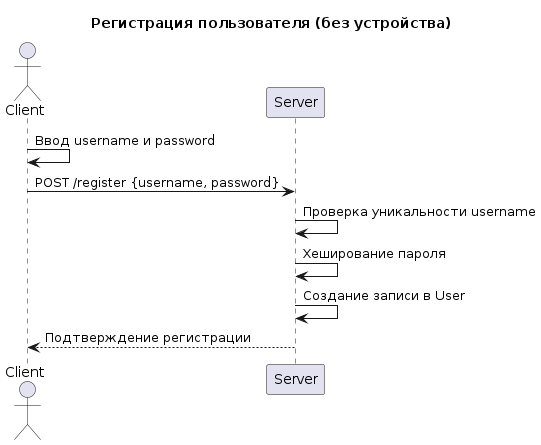 Регистрация пользователя (без устройства)
Client
Server
Ввод username и password
POST /register {username, password}
Проверка уникальности username
Хеширование пароля
Создание записи в User
Подтверждение регистрации
Client
Server